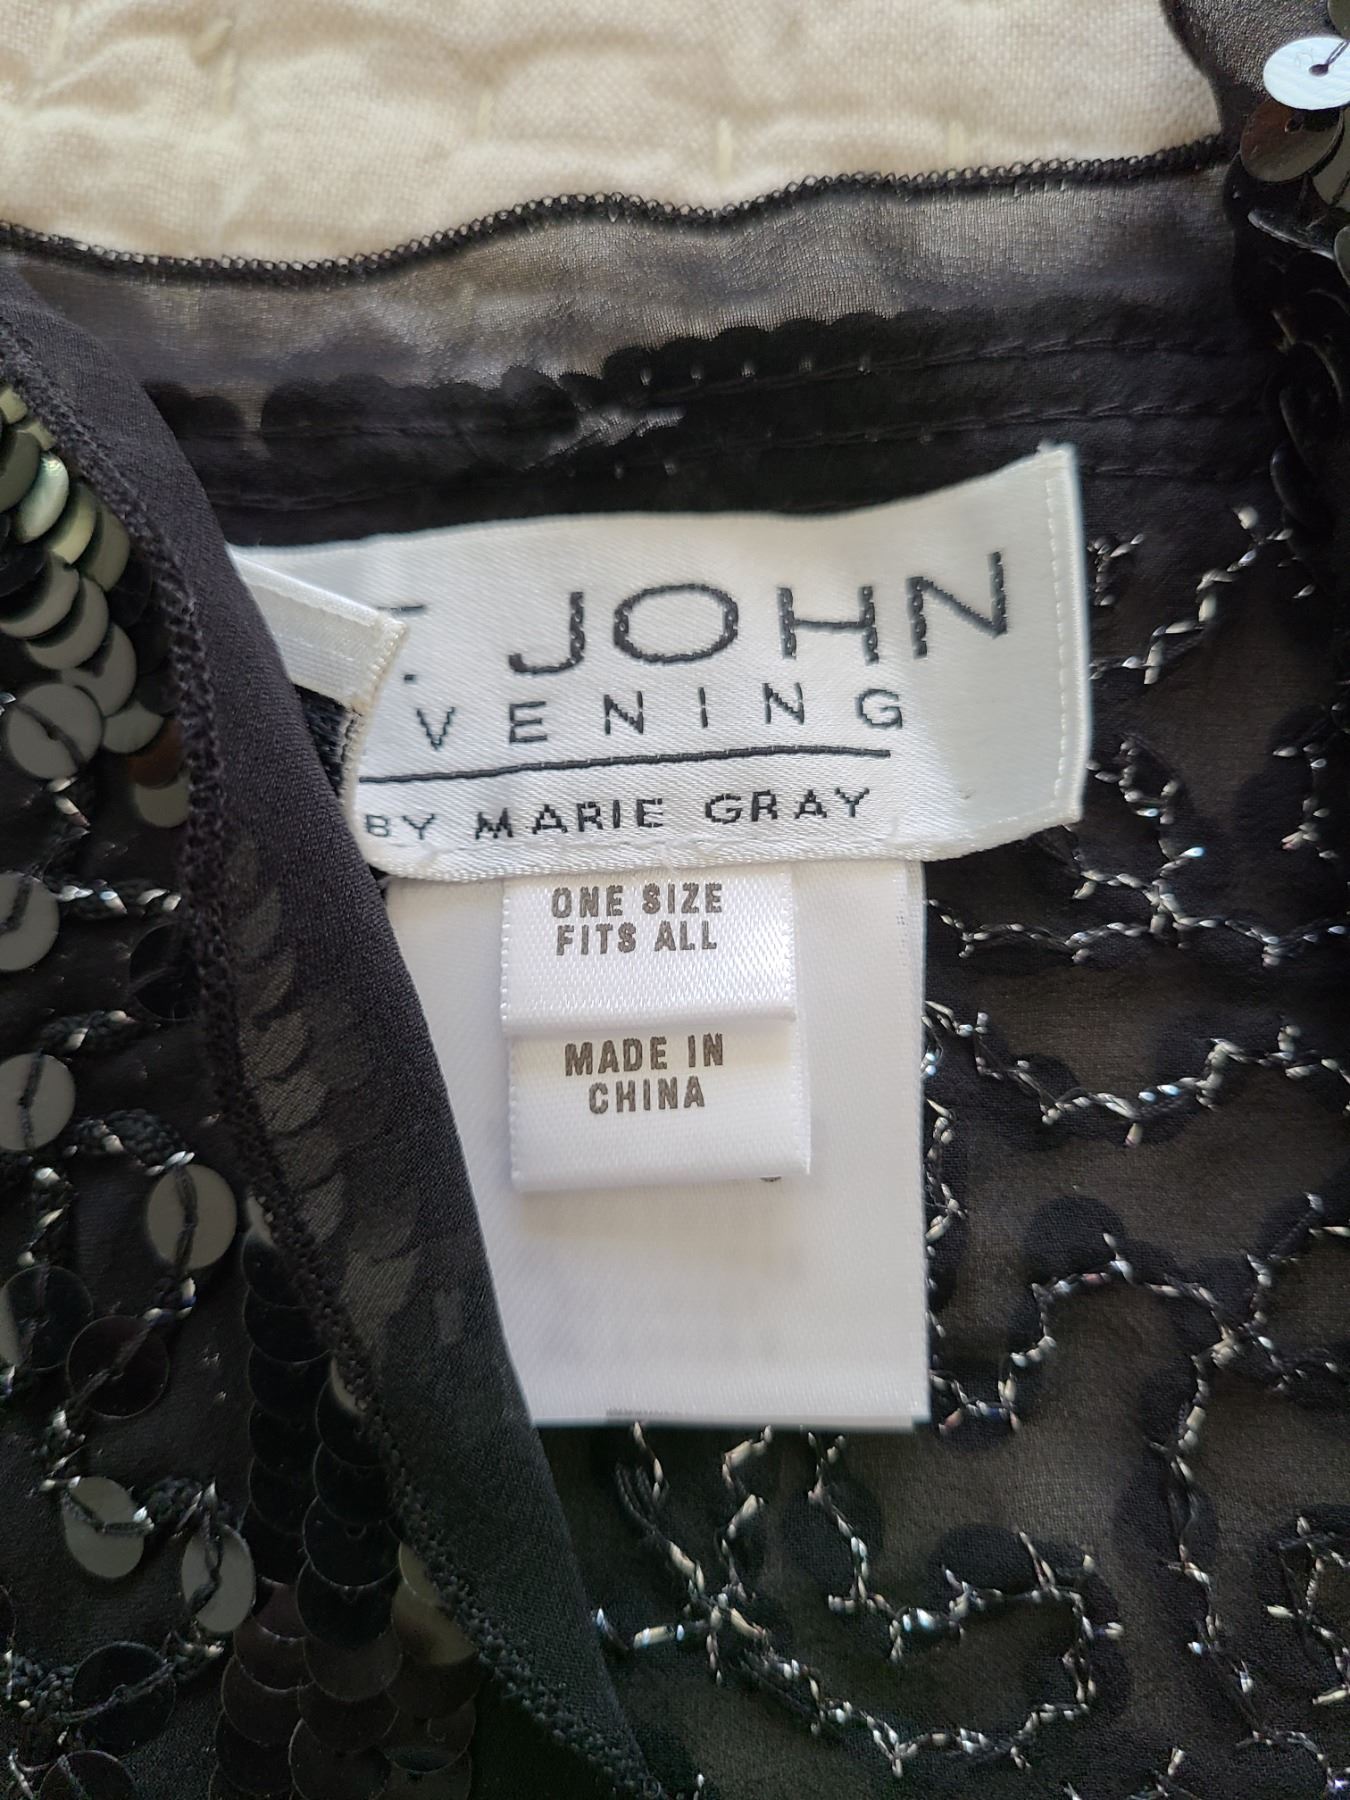 . JOHN
VENING
BY MARIE GRAY
ONE SIZE
FITS ALL
MADE IN
CHINA